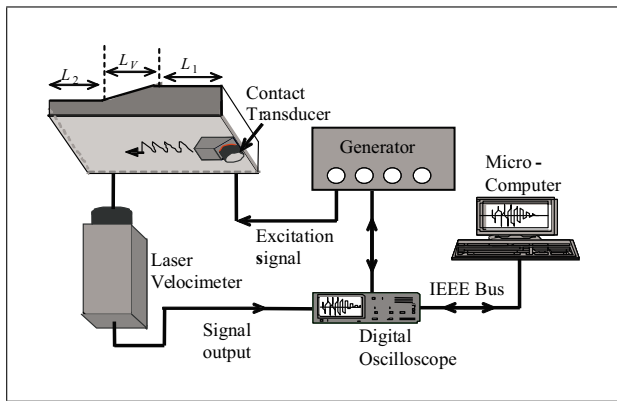 L2
LV
L1
Contact
Transducer
Generator
Micro -
Computer
Excitation
signal
Laser
Velocimeter
IEEE Bus
Signal
output
Digital
Oscilloscope